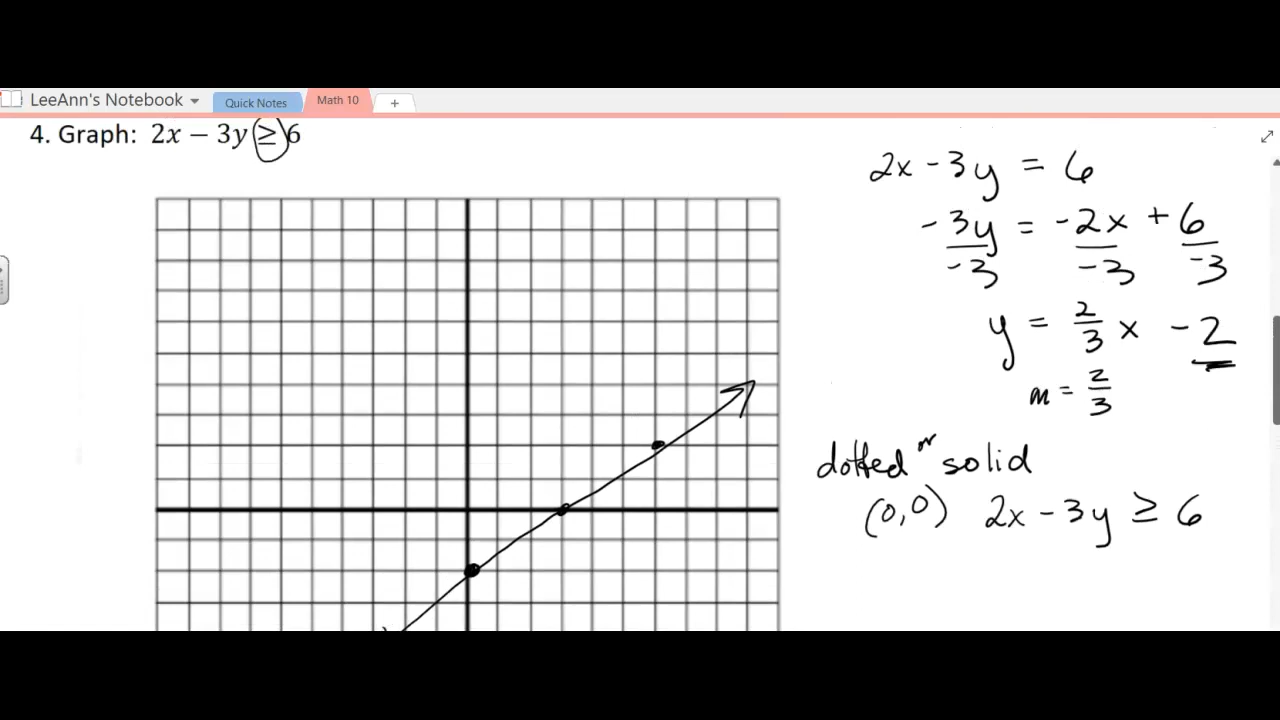 LeeAnn's Notebook Quick Notes Math 10 +
4. Graph: 2x − 3y ≥ 6
2x - 3y = 6
-3y/-3 = -2x/-3 + 6/-3
y = 2/3 x - 2
m = 2/3
dotted or solid
(0,0) 2x - 3y ≥ 6